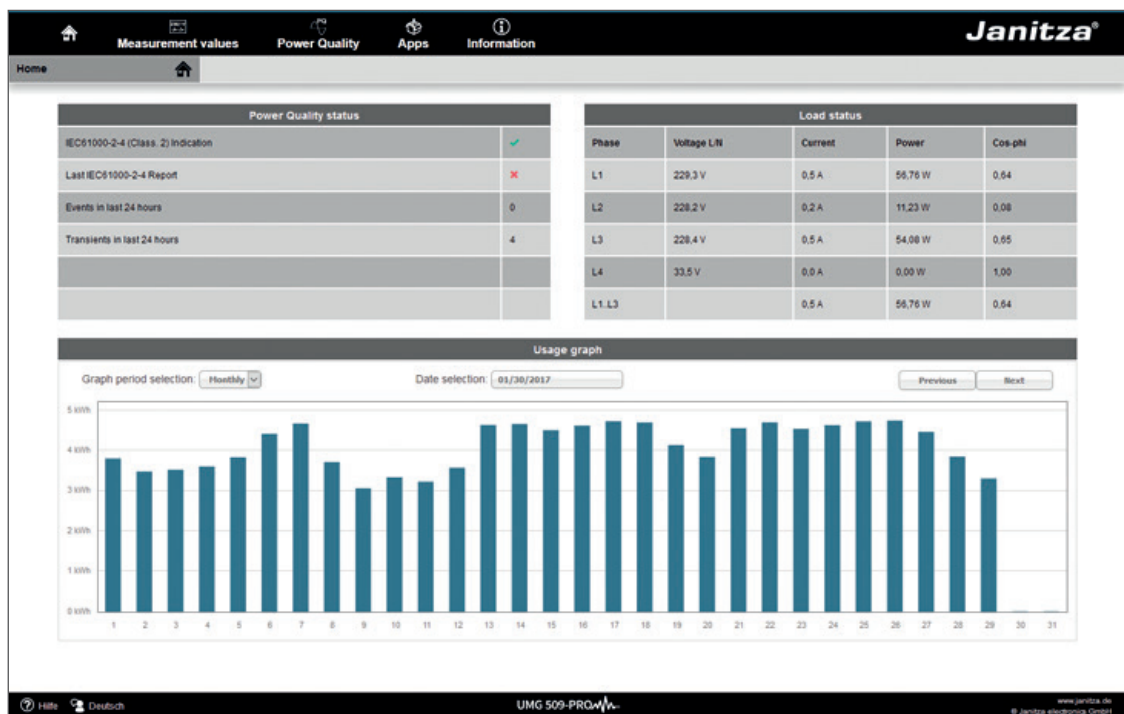 Measurement values Power Quality Apps Information
Janitza®
Home
Power Quality status
IEC61000-2-4 (Class. 2) Indication
Last IEC61000-2-4 Report
Events in last 24 hours 0
Transients in last 24 hours 4
Load status
Phase Voltage L/N Current Power Cos-phi
L1 229,3 V 0,5 A 56,76 W 0,64
L2 228,2 V 0,2 A 11,23 W 0,08
L3 228,4 V 0,5 A 54,08 W 0,65
L4 33,5 V 0,0 A 0,00 W 1,00
L1..L3 0,5 A 56,76 W 0,64
Usage graph
Graph period selection: Monthly Date selection: 01/30/2017 Previous Next
5 kWh
4 kWh
3 kWh
2 kWh
1 kWh
0 kWh
1 2 3 4 5 6 7 8 9 10 11 12 13 14 15 16 17 18 19 20 21 22 23 24 25 26 27 28 29 30 31
Hilfe Deutsch UMG 509-PRO www.janitza.de
© Janitza electronics GmbH